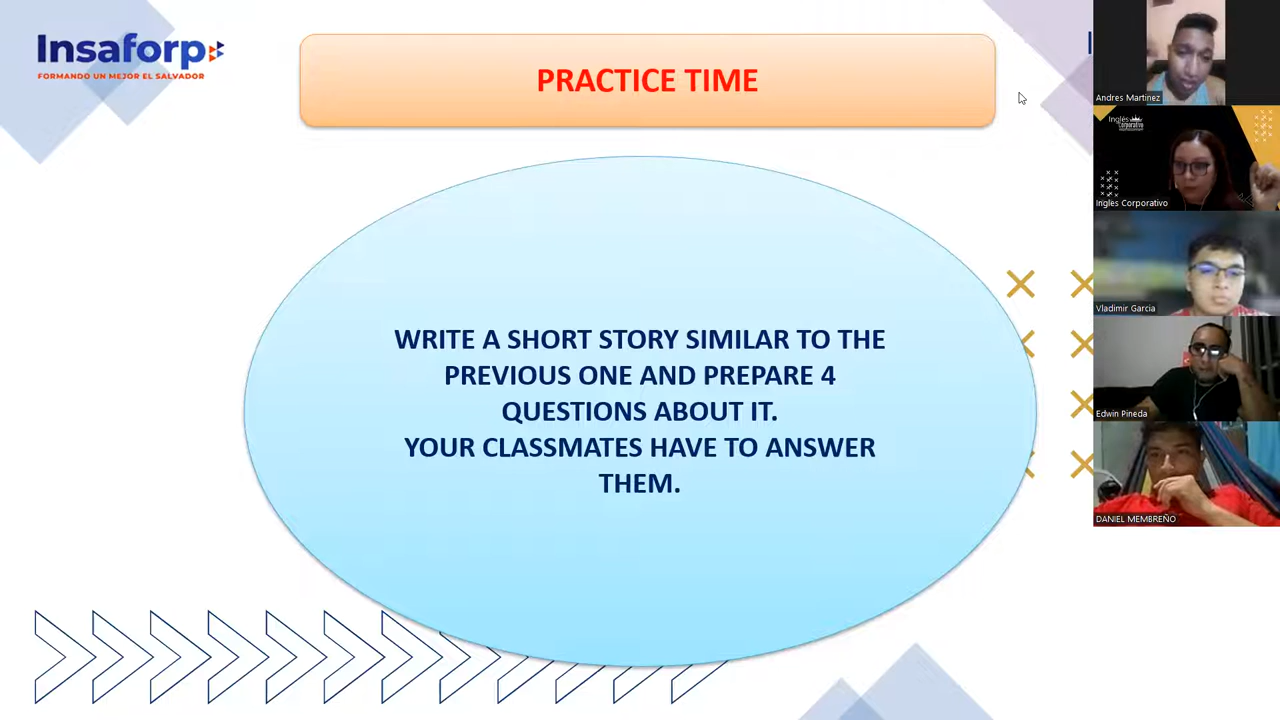 Insaforp
FORMANDO UN MEJOR EL SALVADOR
PRACTICE TIME
WRITE A SHORT STORY SIMILAR TO THE
PREVIOUS ONE AND PREPARE 4
QUESTIONS ABOUT IT.
YOUR CLASSMATES HAVE TO ANSWER
THEM.
Andres Martinez
Inglés
Corporativo
Ingles Corporativo
Vladimir Garcia
Edwin Pineda
DANIEL MEMBREÑO